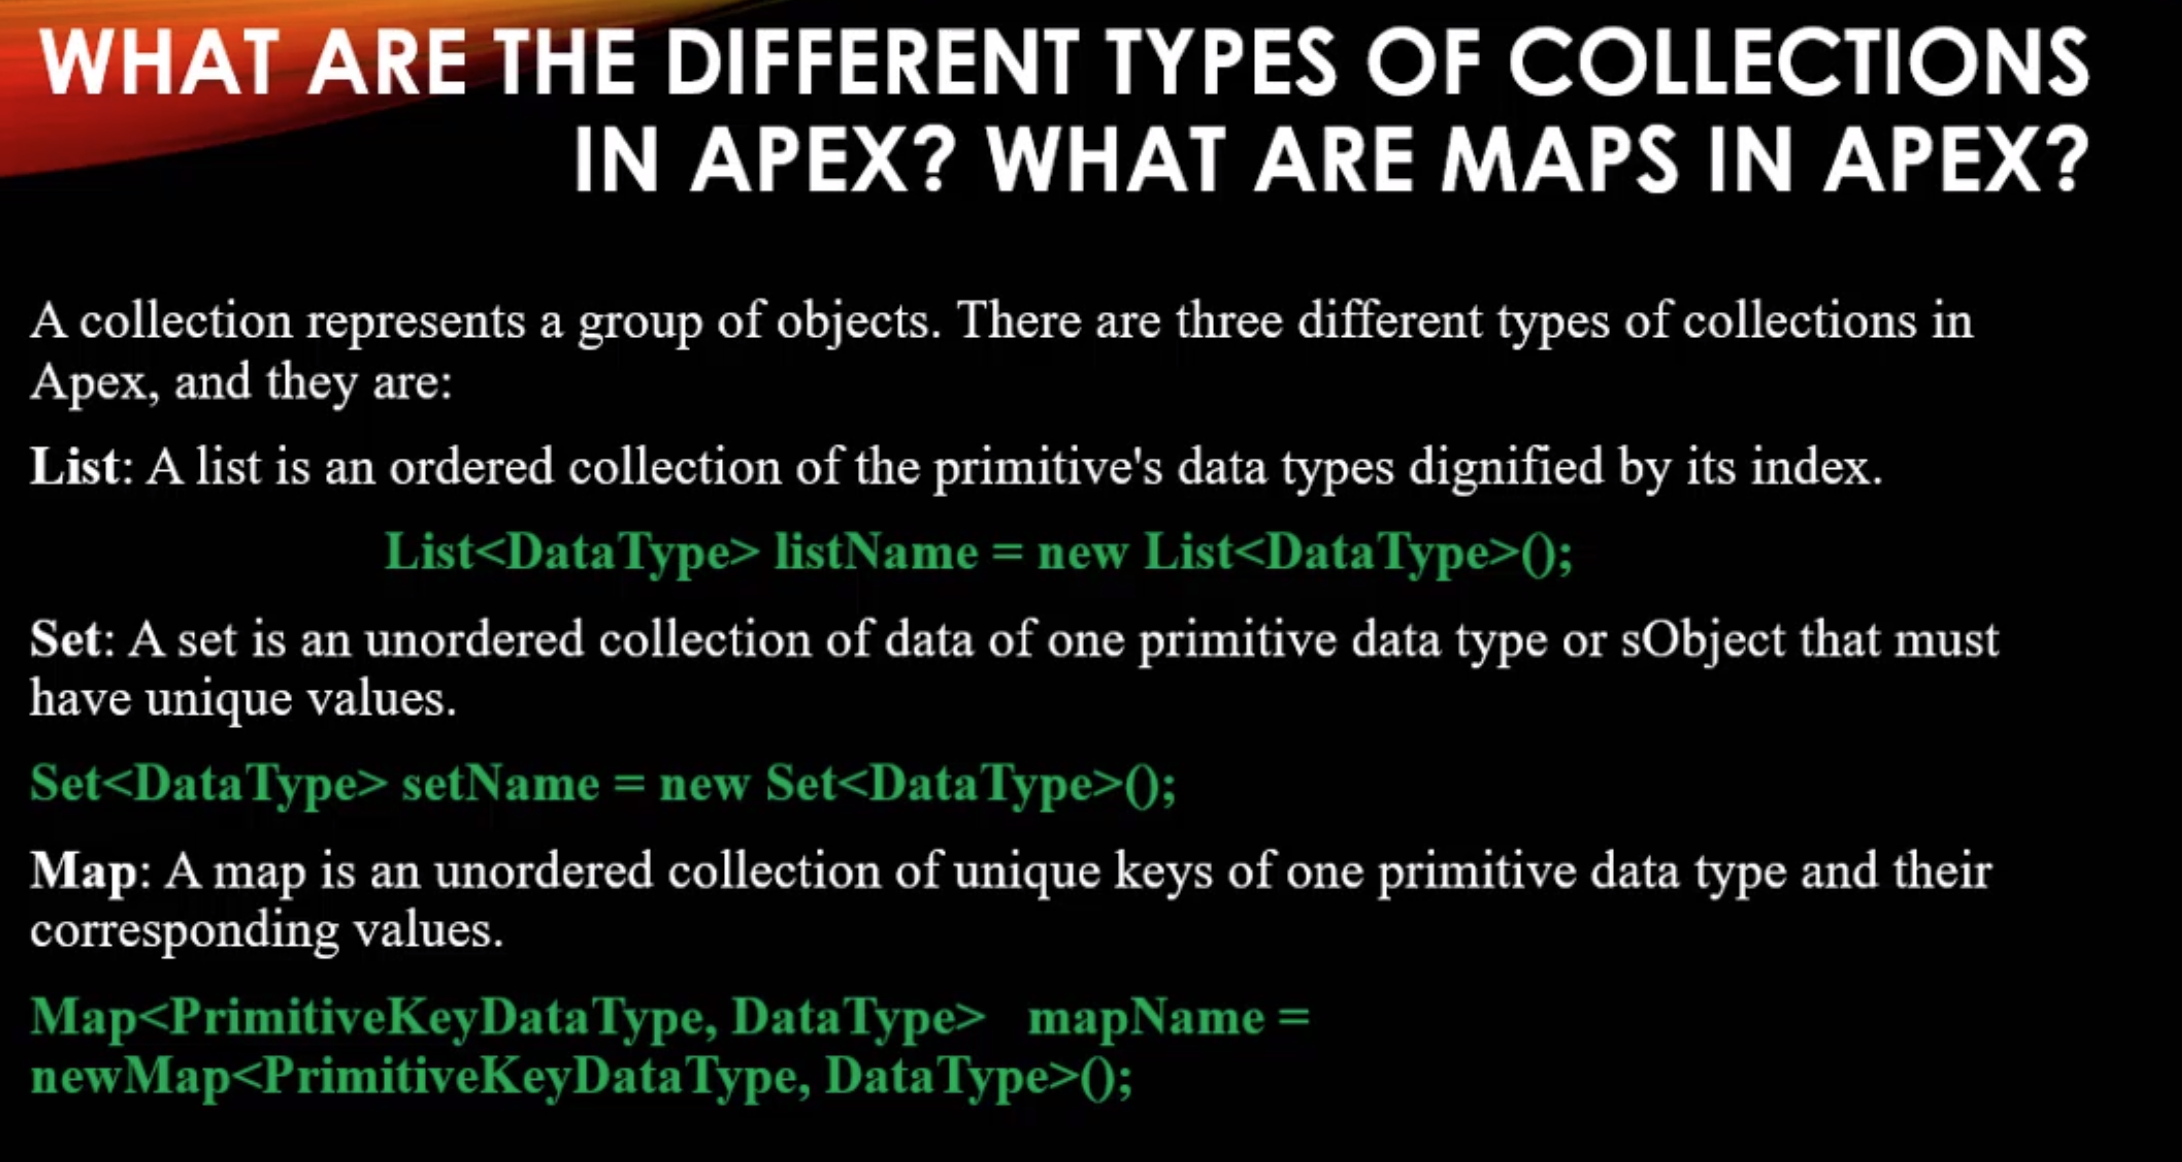 WHAT ARE THE DIFFERENT TYPES OF COLLECTIONS
IN APEX? WHAT ARE MAPS IN APEX?
A collection represents a group of objects. There are three different types of collections in
Apex, and they are:
List: A list is an ordered collection of the primitive's data types dignified by its index.
List<DataType> listName = new List<DataType>();
Set: A set is an unordered collection of data of one primitive data type or sObject that must
have unique values.
Set<DataType> setName = new Set<DataType>();
Map: A map is an unordered collection of unique keys of one primitive data type and their
corresponding values.
Map<PrimitiveKeyDataType, DataType> mapName =
newMap<PrimitiveKeyDataType, DataType>();